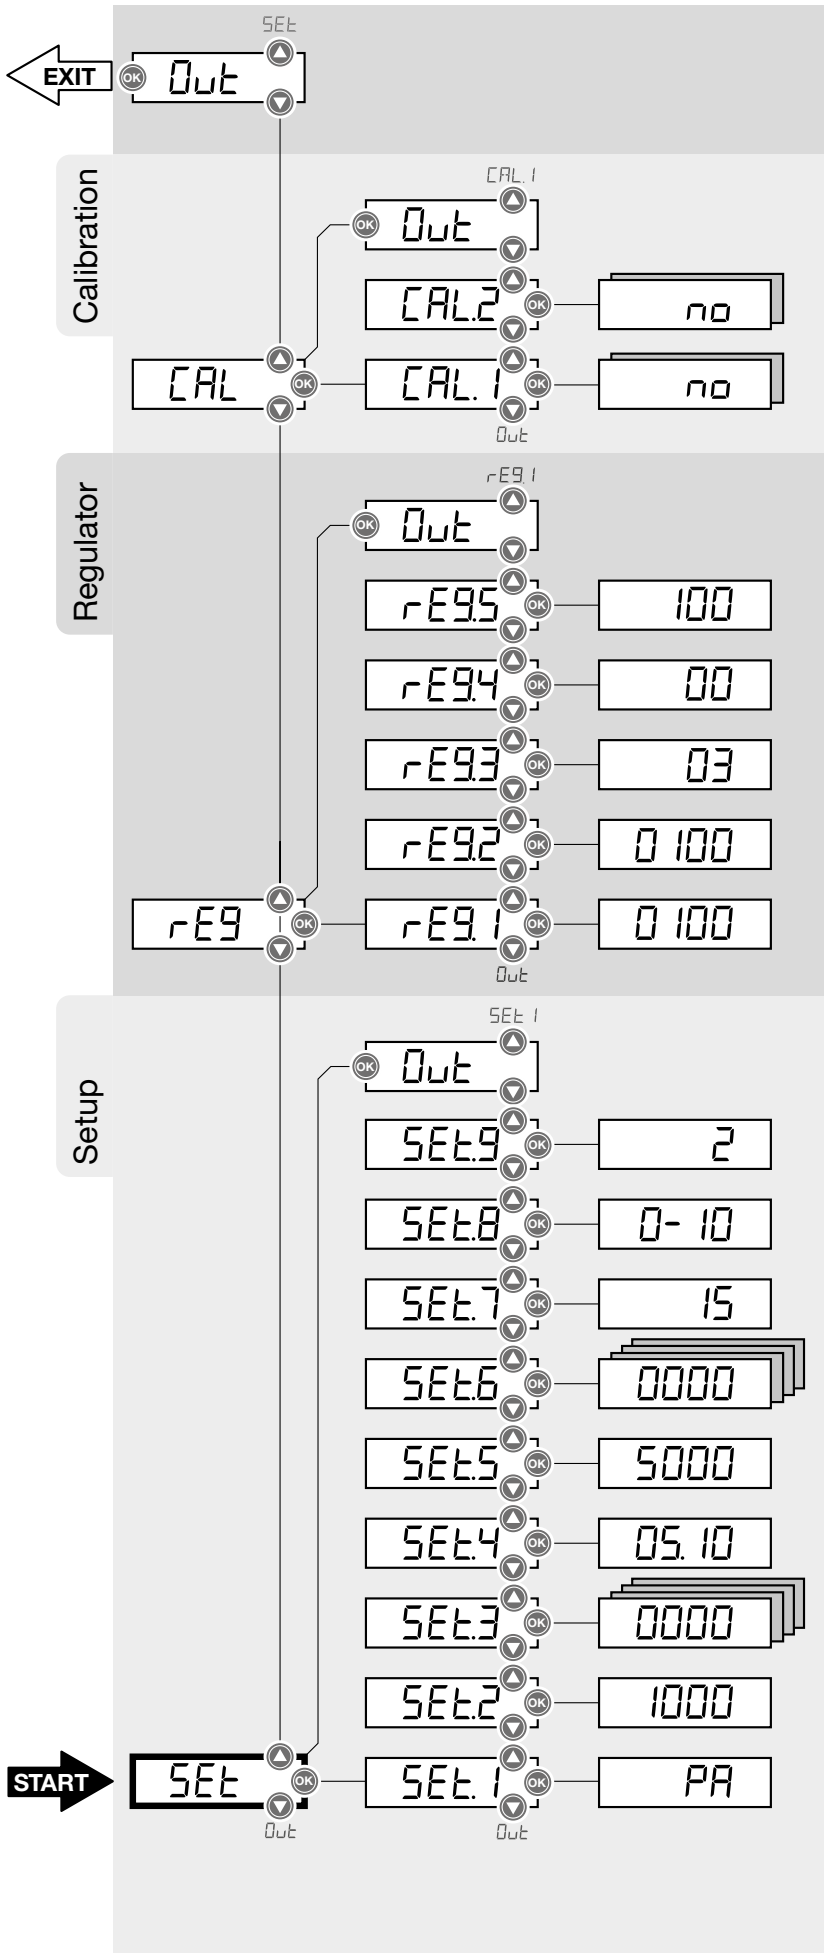 SEt
EXIT OK Out
Calibration
CAL.1
OK Out
CAL.2 OK no
CAL OK CAL.1 OK no
Out
Regulator
rEg.1
OK Out
rEg.5 OK 100
rEg.4 OK 00
rEg.3 OK 03
rEg.2 OK 0100
rEg OK rEg.1 OK 0100
Out
Setup
SEt 1
OK Out
SEt.9 OK 2
SEt.8 OK 0-10
SEt.7 OK 15
SEt.6 OK 0000
SEt.5 OK 5000
SEt.4 OK 05.10
SEt.3 OK 0000
SEt.2 OK 1000
START SEt OK SEt.1 OK PA
Out Out